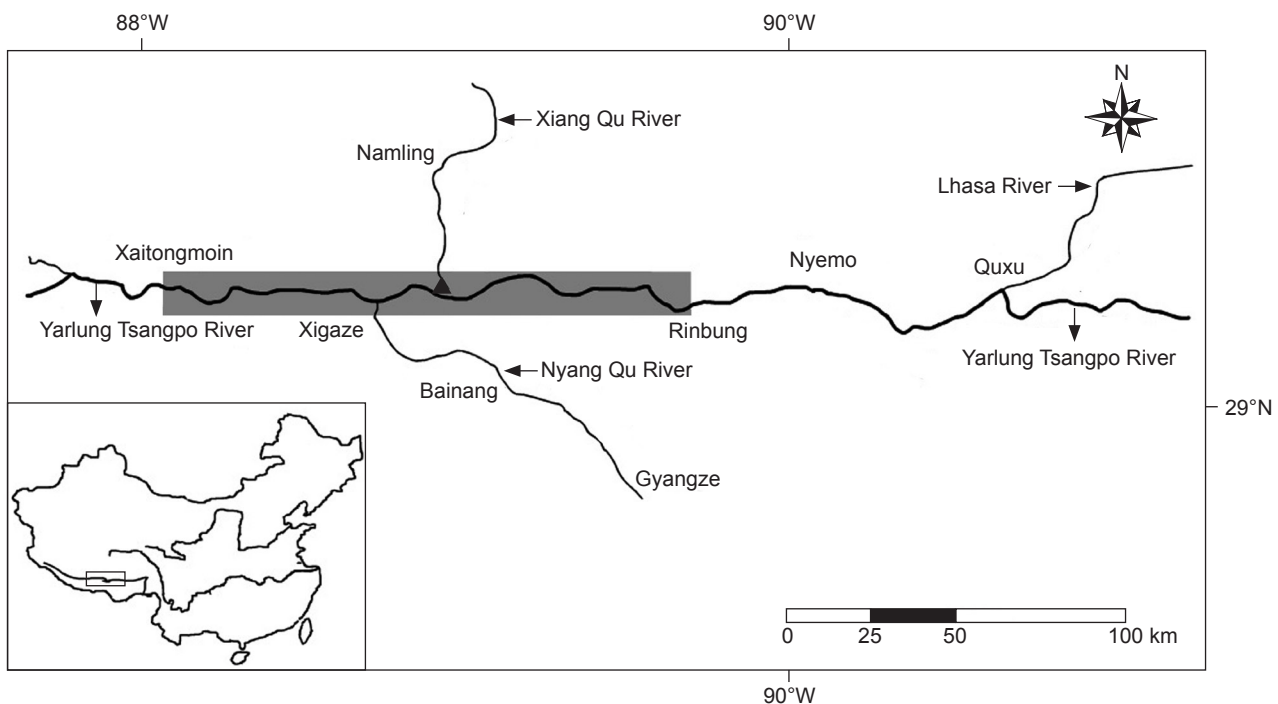 88°W
90°W
N
Xiang Qu River
Namling
Lhasa River
Xaitongmoin
Nyemo
Quxu
Yarlung Tsangpo River
Xigaze
Rinbung
Yarlung Tsangpo River
Nyang Qu River
Bainang
29°N
Gyangze
0
25
50
100 km
90°W